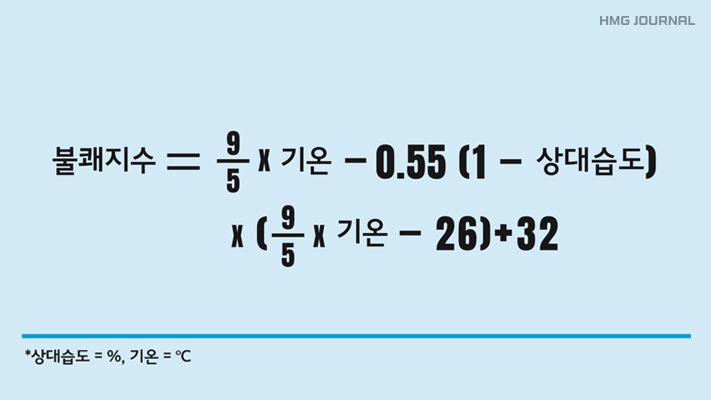 HMG JOURNAL
불쾌지수 = 9/5 x 기온 - 0.55 (1 - 상대습도)
x (9/5 x 기온 - 26)+32
*상대습도 = %, 기온 = ℃